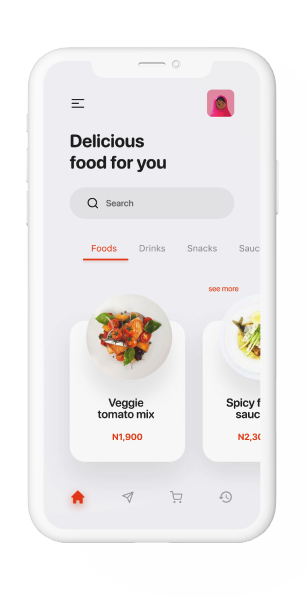 Delicious
food for you
Search
Foods Drinks Snacks Sauc
see more
Veggie
tomato mix
N1,900
Spicy f
sauc
N2,30